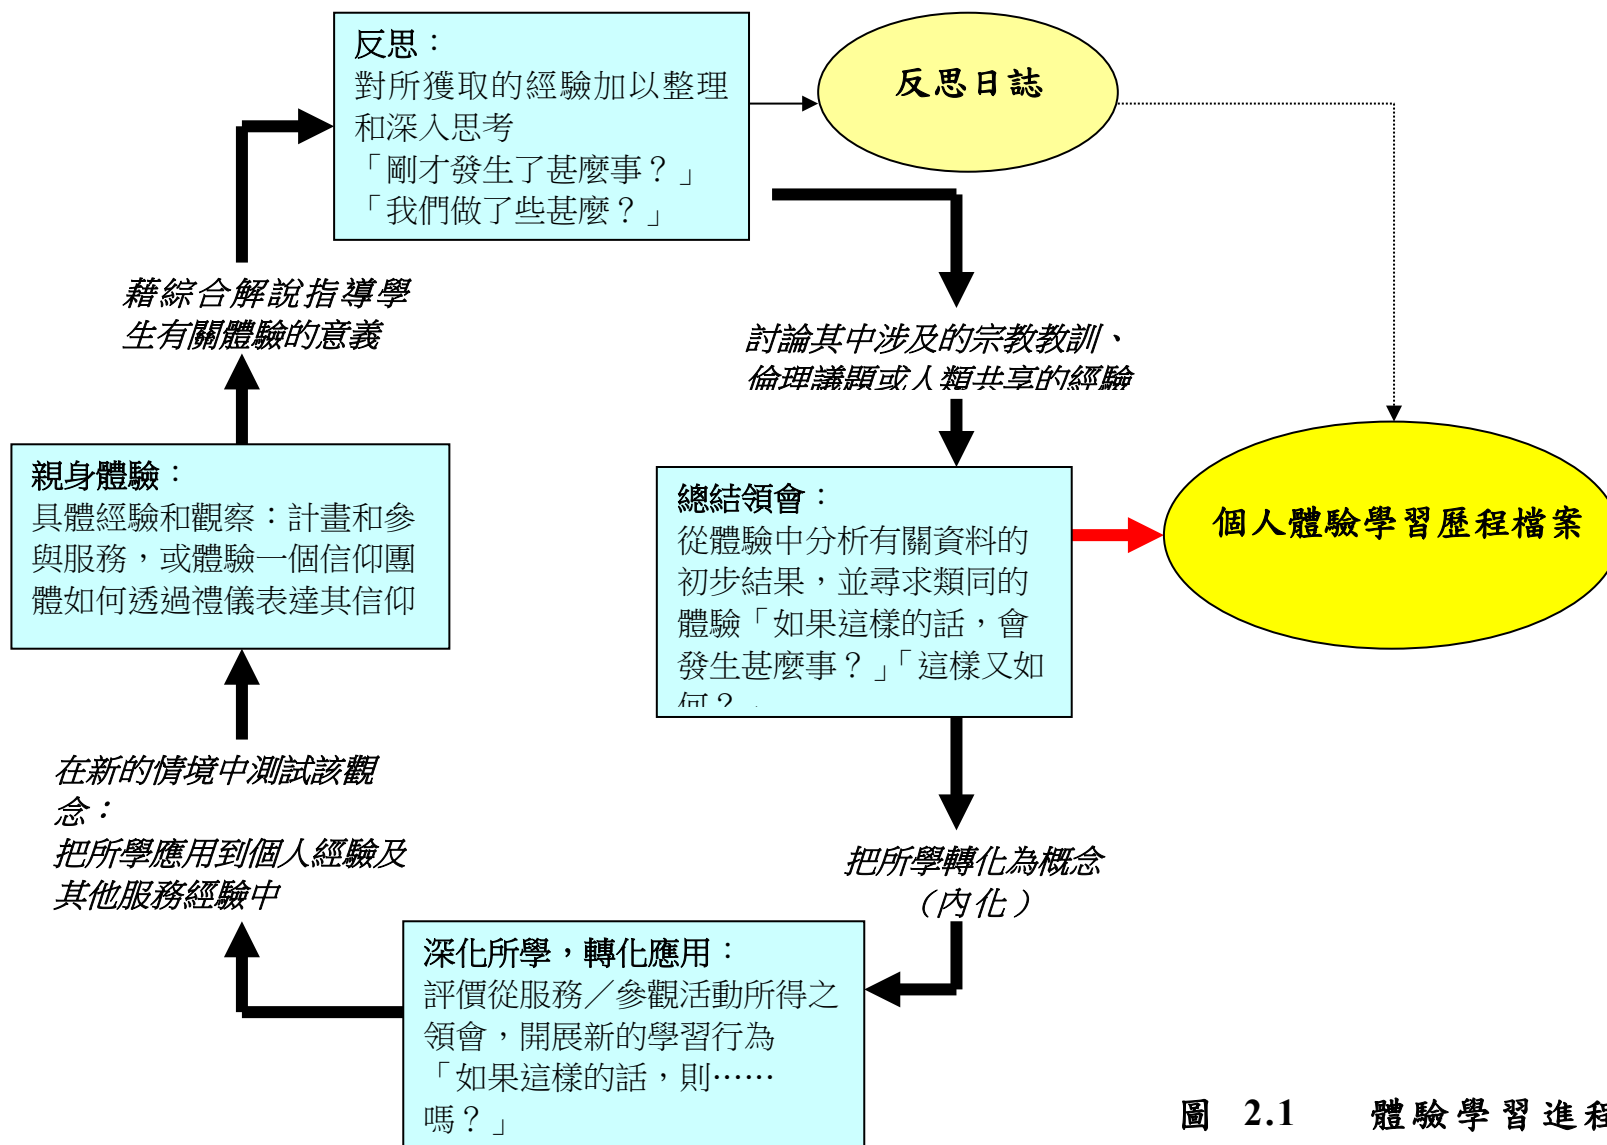 反思：
對所獲取的經驗加以整理
和深入思考
「剛才發生了甚麼事？」
「我們做了些甚麼？」
反思日誌
藉綜合解說指導學
生有關體驗的意義
討論其中涉及的宗教教訓、
倫理議題或人類共享的經驗
親身體驗：
具體經驗和觀察：計畫和參
與服務，或體驗一個信仰團
體如何透過禮儀表達其信仰
總結領會：
從體驗中分析有關資料的
初步結果，並尋求類同的
體驗「如果這樣的話，會
發生甚麼事？」「這樣又如
何？」
個人體驗學習歷程檔案
在新的情境中測試該觀
念：
把所學應用到個人經驗及
其他服務經驗中
把所學轉化為概念
（內化）
深化所學，轉化應用：
評價從服務／參觀活動所得之
領會，開展新的學習行為
「如果這樣的話，則……
嗎？」
圖 2.1 體驗學習進程